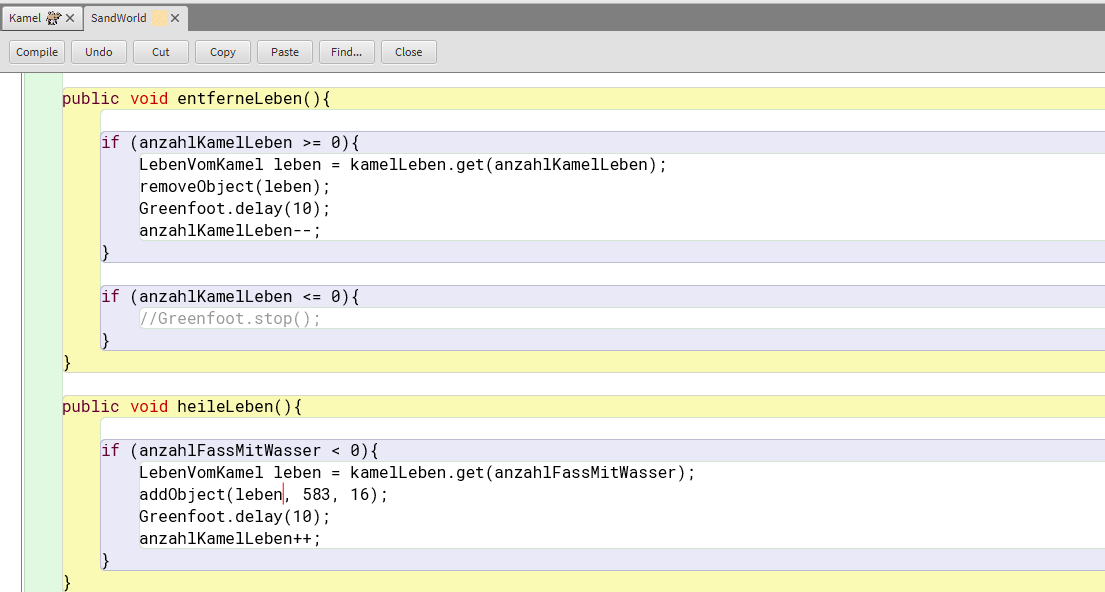 Kamel
SandWorld
Compile Undo Cut Copy Paste Find... Close
public void entferneLeben(){
if (anzahlKamelLeben >= 0){
LebenVomKamel leben = kamelLeben.get(anzahlKamelLeben);
removeObject(leben);
Greenfoot.delay(10);
anzahlKamelLeben--;
}
if (anzahlKamelLeben <= 0){
//Greenfoot.stop();
}
}
public void heileLeben(){
if (anzahlFassMitWasser < 0){
LebenVomKamel leben = kamelLeben.get(anzahlFassMitWasser);
addObject(leben, 583, 16);
Greenfoot.delay(10);
anzahlKamelLeben++;
}
}